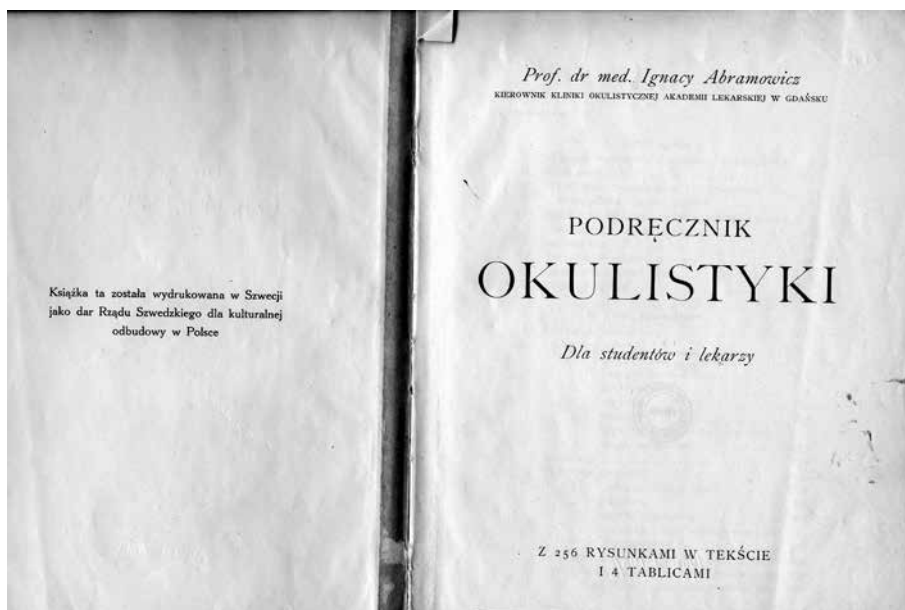 Książka ta została wydrukowana w Szwecji
jako dar Rządu Szwedzkiego dla kulturalnej
odbudowy w Polsce
Prof. dr med. Ignacy Abramowicz
KIEROWNIK KLINIKI OKULISTYCZNEJ AKADEMII LEKARSKIEJ W GDAŃSKU
PODRĘCZNIK
OKULISTYKI
Dla studentów i lekarzy
Z 256 RYSUNKAMI W TEKŚCIE
I 4 TABLICAMI